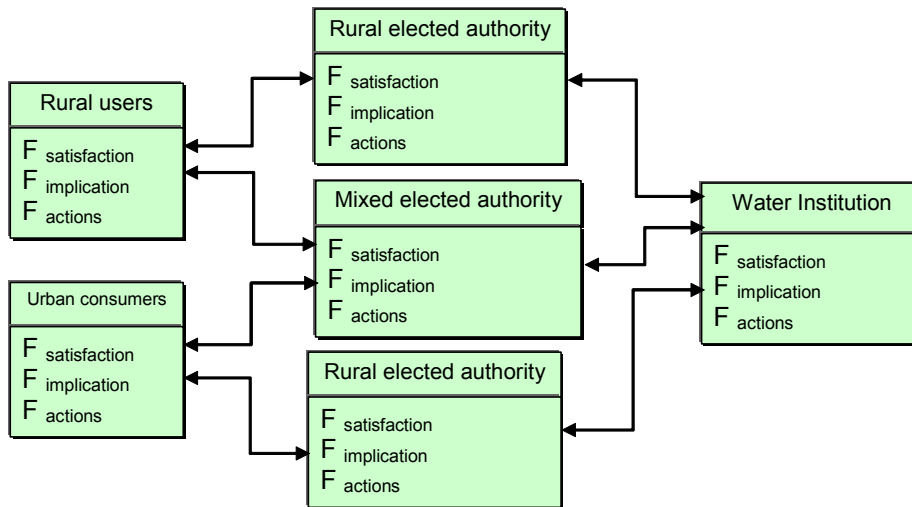 Rural elected authority
F satisfaction
F implication
F actions
Rural users
F satisfaction
F implication
F actions
Mixed elected authority
F satisfaction
F implication
F actions
Water Institution
F satisfaction
F implication
F actions
Urban consumers
F satisfaction
F implication
F actions
Rural elected authority
F satisfaction
F implication
F actions